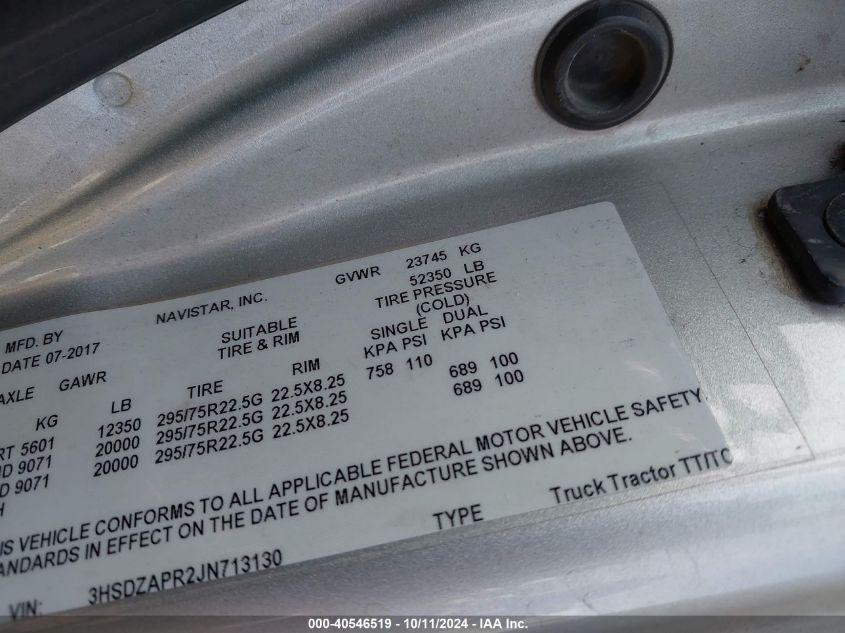 MFD. BY NAVISTAR, INC. GVWR 23745 KG
52350 LB
DATE 07-2017 SUITABLE TIRE PRESSURE
TIRE & RIM (COLD)
AXLE GAWR SINGLE DUAL
KG LB TIRE RIM KPA PSI KPA PSI
RT 5601 12350 295/75R22.5G 22.5X8.25 758 110
D 9071 20000 295/75R22.5G 22.5X8.25 689 100
D 9071 20000 295/75R22.5G 22.5X8.25 689 100
H
IS VEHICLE CONFORMS TO ALL APPLICABLE FEDERAL MOTOR VEHICLE SAFETY
ANDARDS IN EFFECT ON THE DATE OF MANUFACTURE SHOWN ABOVE.
VIN: 3HSDZAPR2JN713130 TYPE Truck Tractor TT/TC
000-40546519 - 10/11/2024 - IAA Inc.